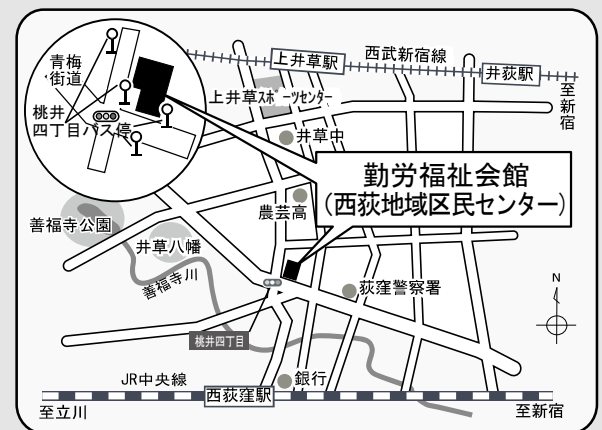 青梅
街道
桃井
四丁目バス停
上井草駅
西武新宿線
井荻駅
至新宿
上井草スポーツセンター
井草中
勤労福祉会館
(西荻地域区民センター)
農芸高
善福寺公園
井草八幡
善福寺川
荻窪警察署
N
桃井四丁目
JR中央線
銀行
西荻窪駅
至立川
至新宿